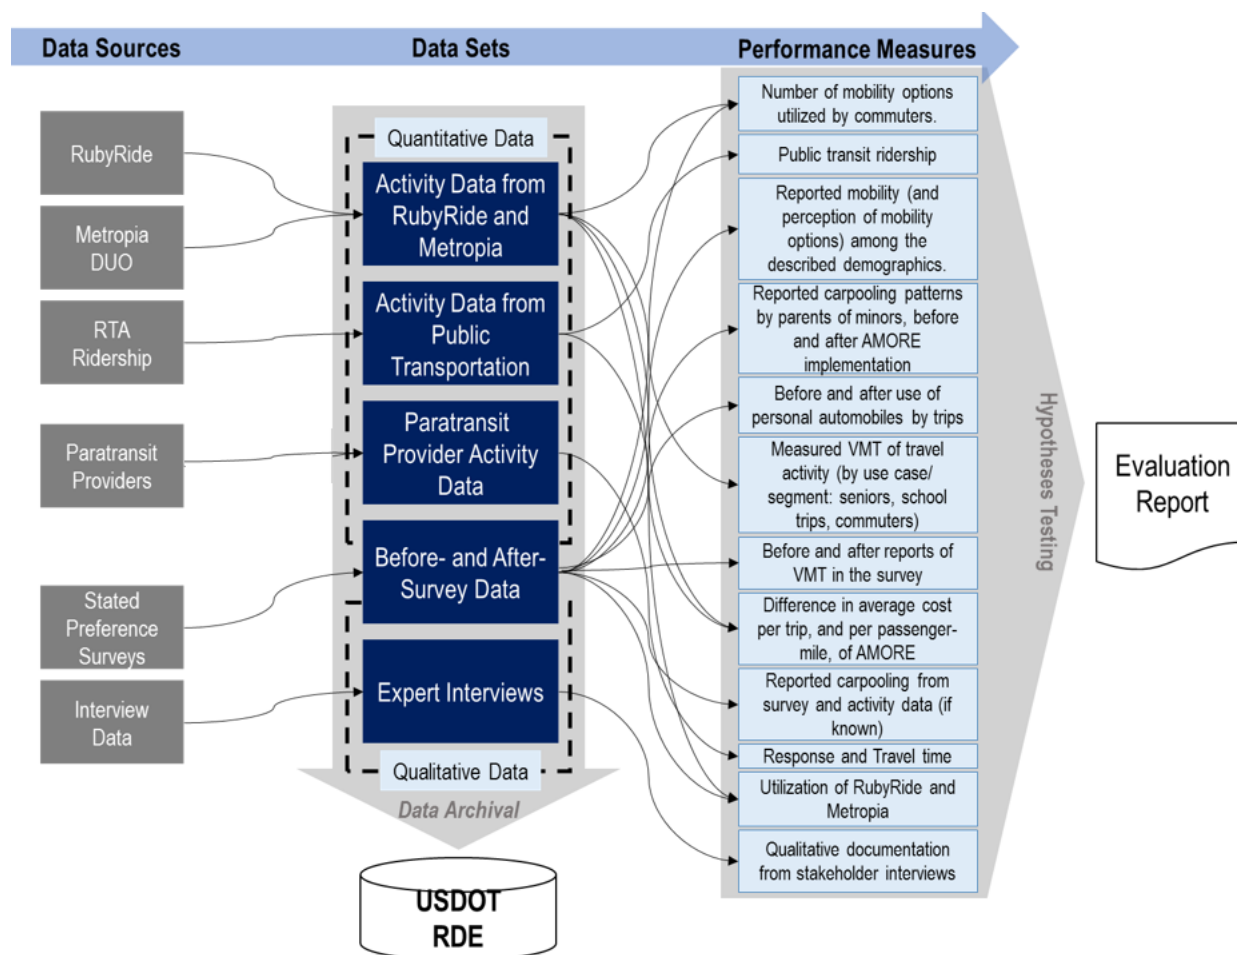 Data Sources
Data Sets
Performance Measures
RubyRide
Metropia
DUO
RTA
Ridership
Paratransit
Providers
Stated
Preference
Surveys
Interview
Data
Quantitative Data
Activity Data from
RubyRide and
Metropia
Activity Data from
Public
Transportation
Paratransit
Provider Activity
Data
Before- and After-
Survey Data
Expert Interviews
Qualitative Data
Data Archival
USDOT
RDE
Number of mobility options
utilized by commuters.
Public transit ridership
Reported mobility (and
perception of mobility
options) among the
described demographics.
Reported carpooling patterns
by parents of minors, before
and after AMORE
implementation
Before and after use of
personal automobiles by trips
Measured VMT of travel
activity (by use case/
segment: seniors, school
trips, commuters)
Before and after reports of
VMT in the survey
Difference in average cost
per trip, and per passenger-
mile, of AMORE
Reported carpooling from
survey and activity data (if
known)
Response and Travel time
Utilization of RubyRide and
Metropia
Qualitative documentation
from stakeholder interviews
Hypotheses Testing
Evaluation
Report